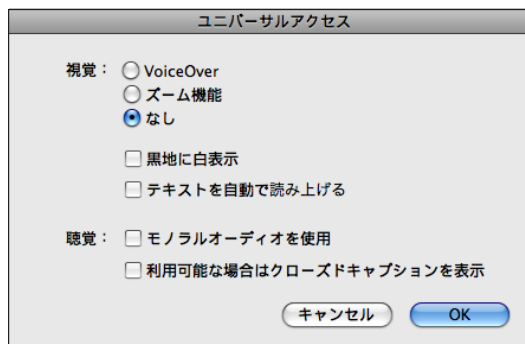 ユニバーサルアクセス
視覚： VoiceOver
ズーム機能
なし
黒地に白表示
テキストを自動で読み上げる
聴覚： モノラルオーディオを使用
利用可能な場合はクローズドキャプションを表示
キャンセル OK